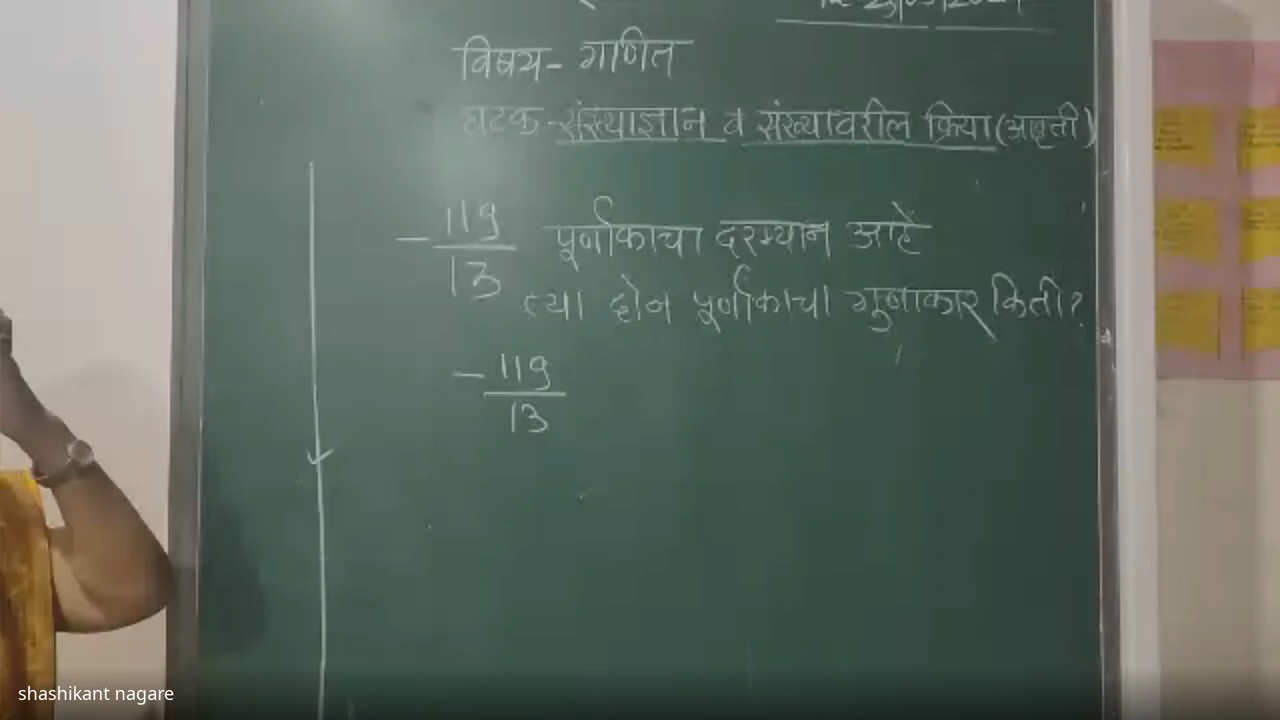 विषय- गणित
घटक-संख्याज्ञान व संख्यावरील क्रिया(आवृती)
-119/13 पूर्णाकाचा दरम्यान आहे
त्या दोन पूर्णाकाचा गुनाकार किती?
-119/13
shashikant nagare